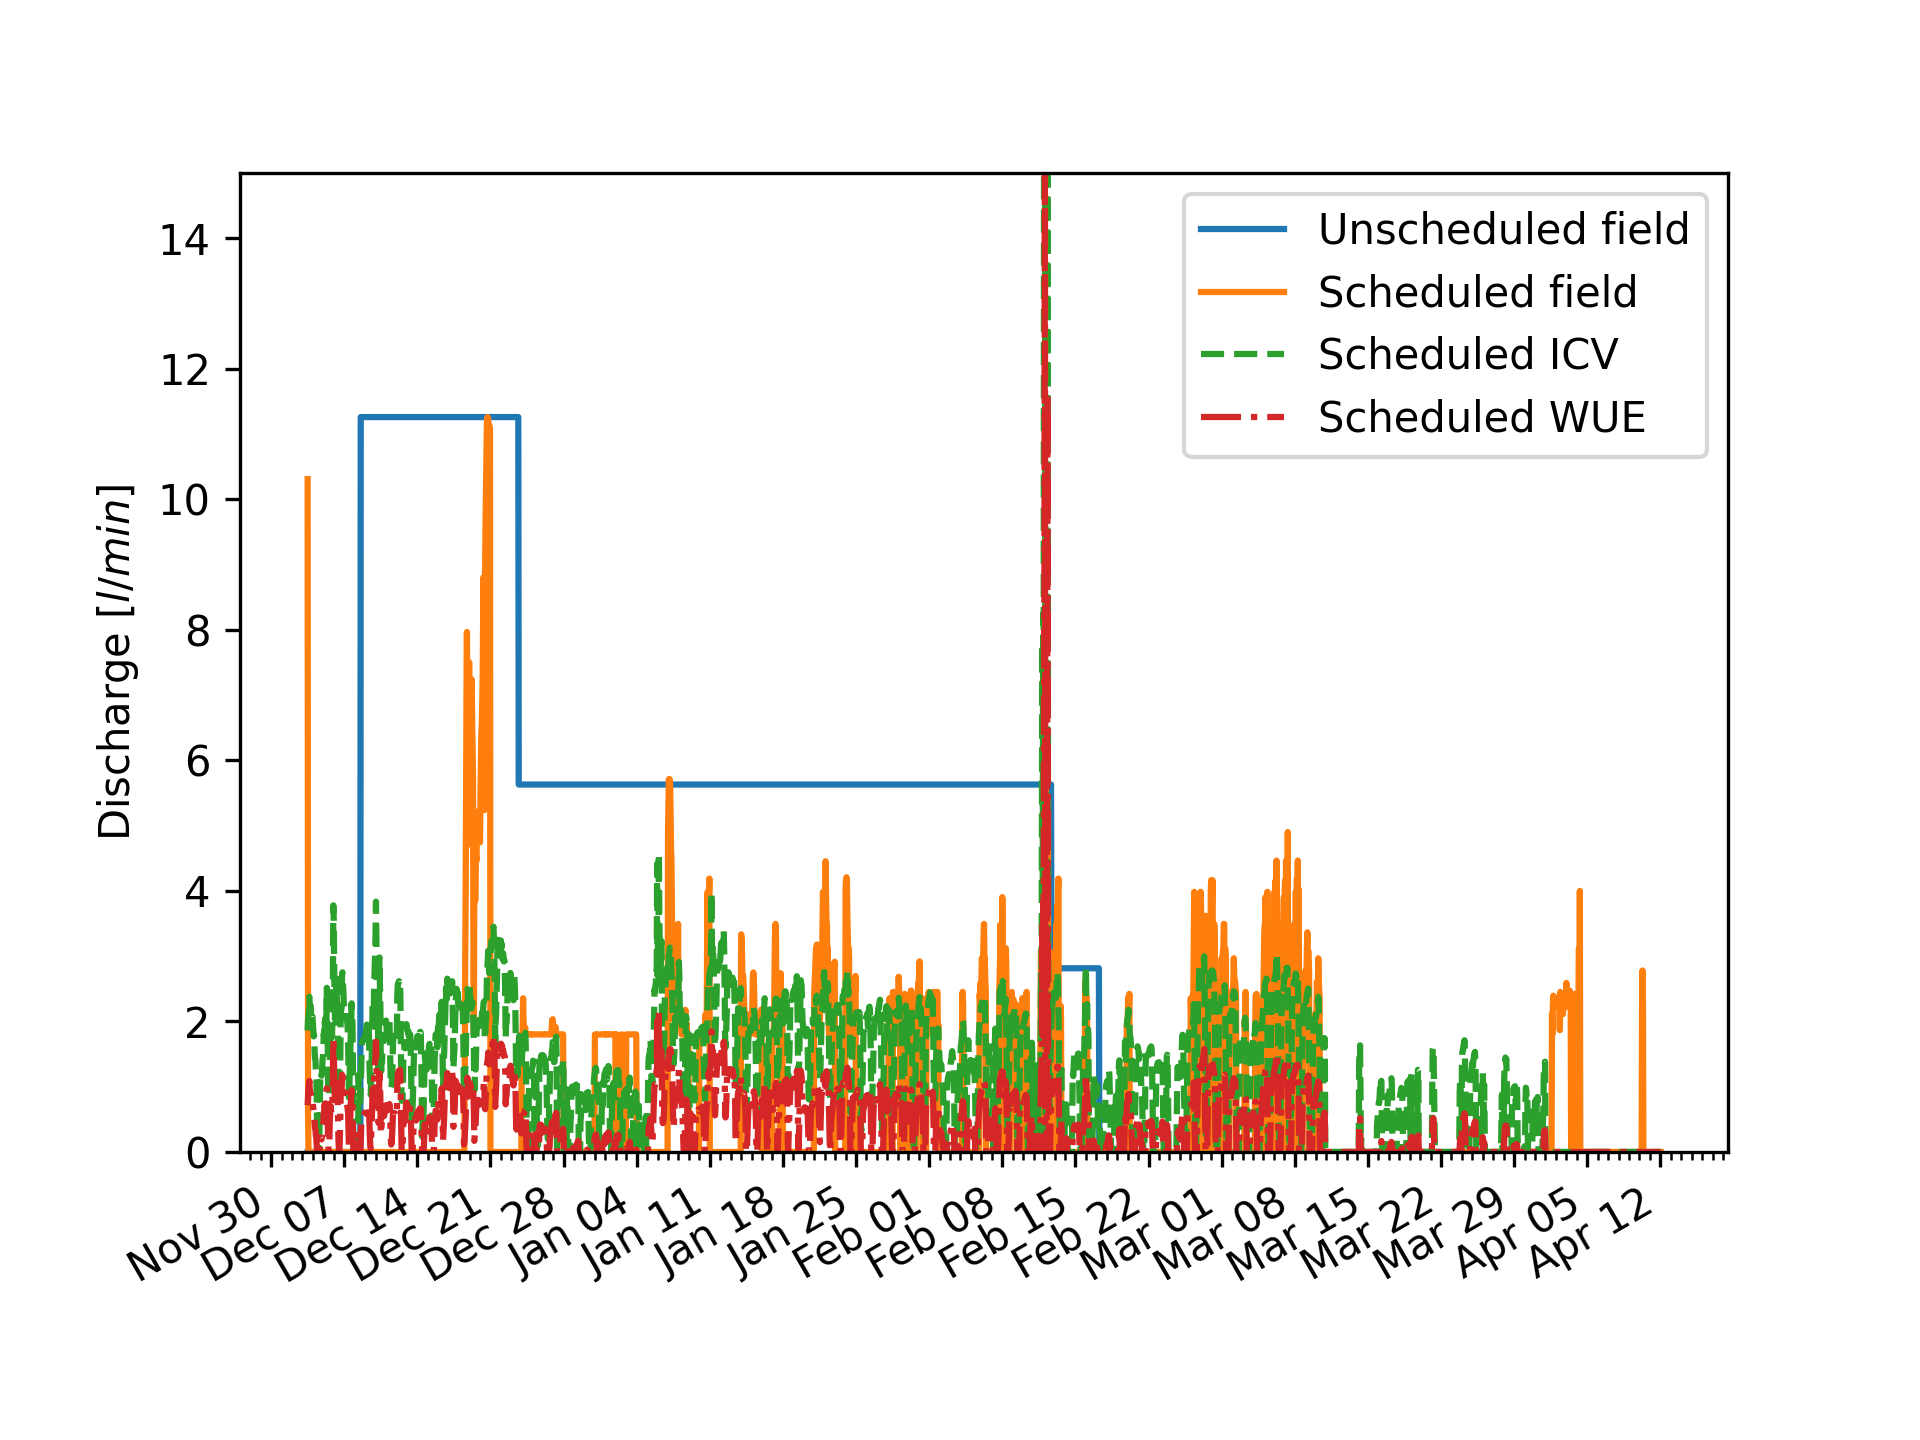 Unscheduled field
Scheduled field
Scheduled ICV
Scheduled WUE
14
12
10
8
6
4
2
0
Discharge [l/min]
Nov 30
Dec 07
Dec 14
Dec 21
Dec 28
Jan 04
Jan 11
Jan 18
Jan 25
Feb 01
Feb 08
Feb 15
Feb 22
Mar 01
Mar 08
Mar 15
Mar 22
Mar 29
Apr 05
Apr 12